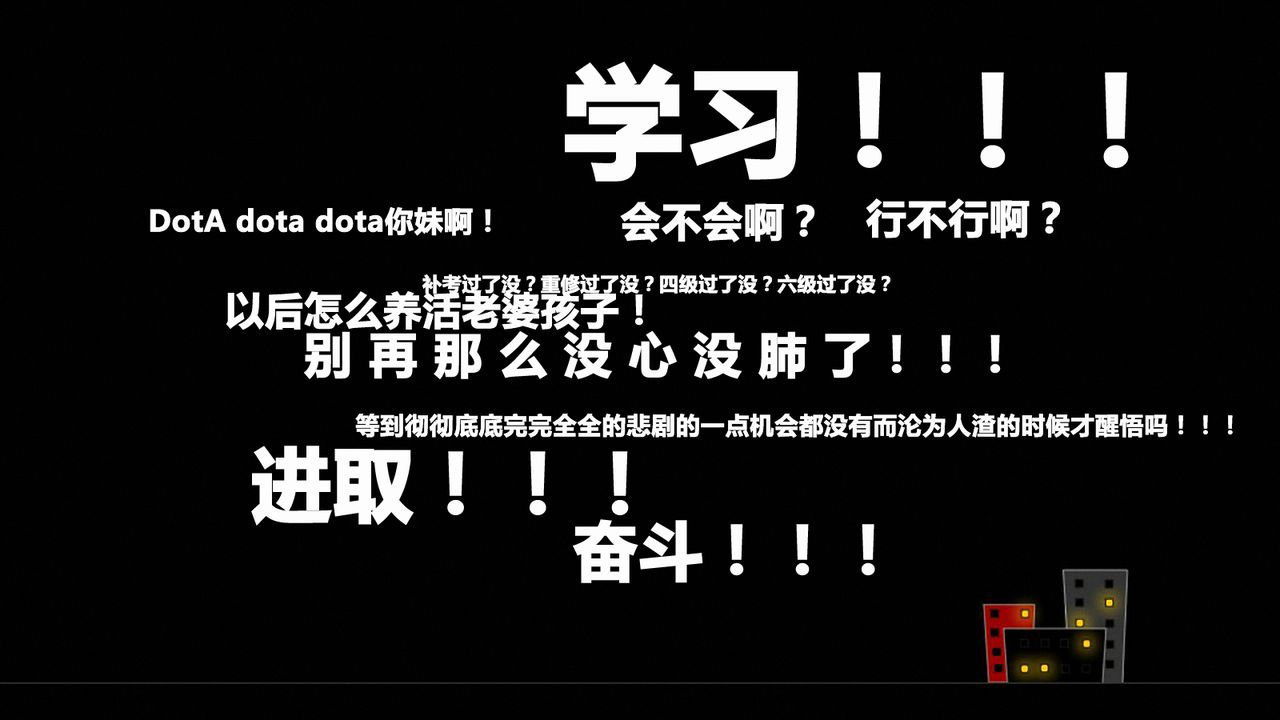 学习！！！
DotA dota dota你妹啊！ 会不会啊？ 行不行啊？
补考过了没？重修过了没？四级过了没？六级过了没？
以后怎么养活老婆孩子！
别再那么没心没肺了！！！
等到彻彻底底完完全全的悲剧的一点机会都没有而沦为人渣的时候才醒悟吗！！！
进取！！！
奋斗！！！